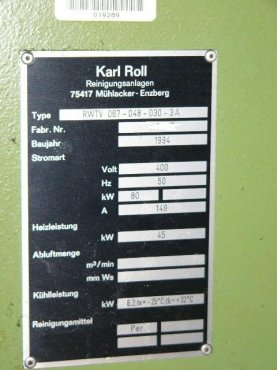 019289
Karl Roll
Reinigungsanlagen
75417 Mühlacker - Enzberg
Type RWTV 067 - 048 - 030 - 3A
Fabr. Nr.
Baujahr 1994
Stromart
Volt 400
Hz 50
kW 80
A 149
Heizleistung
kW 45
Abluftmenge
m³/min
mm Ws
Kühlleistung
kW
Reinigungsmittel
Per